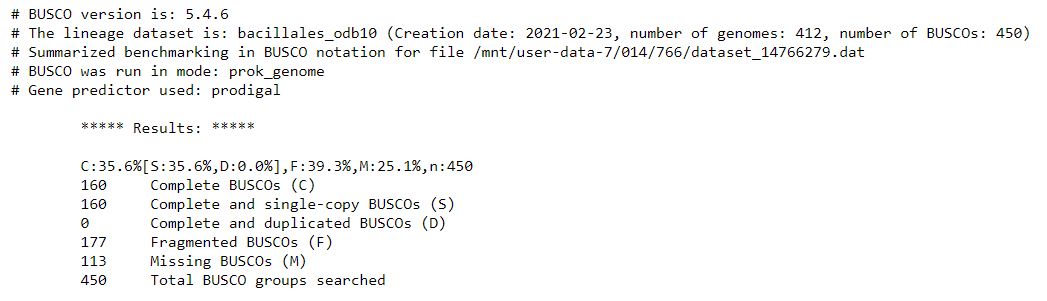 # BUSCO version is: 5.4.6
# The lineage dataset is: bacillales_odb10 (Creation date: 2021-02-23, number of genomes: 412, number of BUSCOs: 450)
# Summarized benchmarking in BUSCO notation for file /mnt/user-data-7/014/766/dataset_14766279.dat
# BUSCO was run in mode: prok_genome
# Gene predictor used: prodigal
***** Results: *****
C:35.6%[S:35.6%,D:0.0%],F:39.3%,M:25.1%,n:450
160 Complete BUSCOs (C)
160 Complete and single-copy BUSCOs (S)
0 Complete and duplicated BUSCOs (D)
177 Fragmented BUSCOs (F)
113 Missing BUSCOs (M)
450 Total BUSCO groups searched